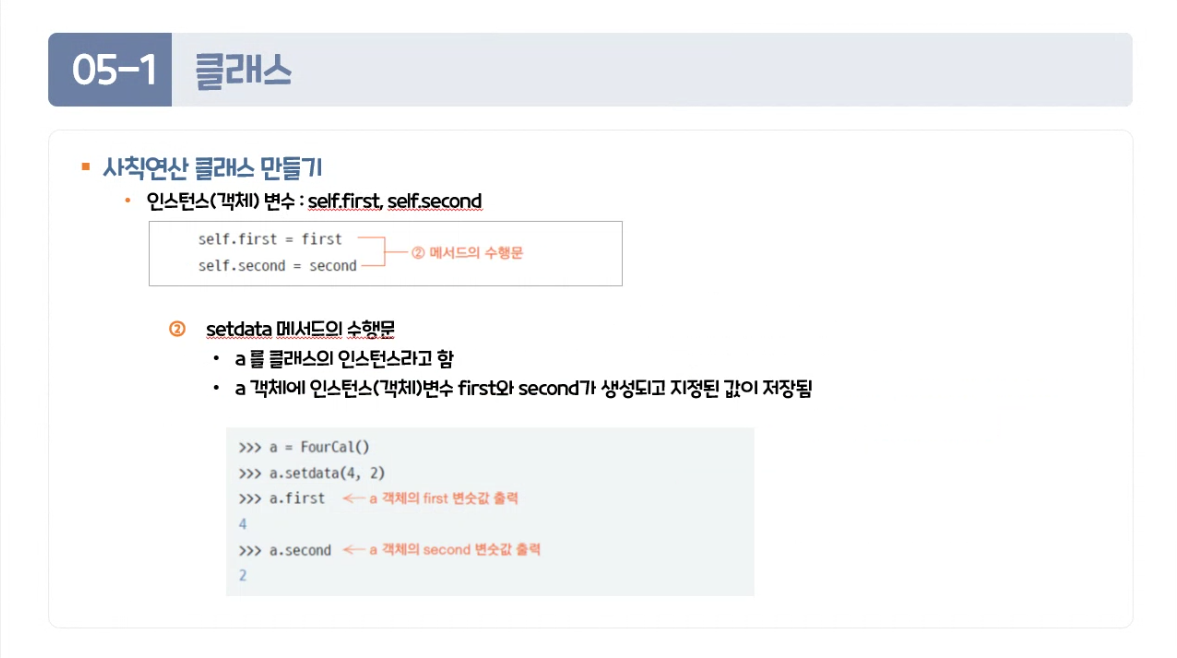 05-1 클래스
▪ 사칙연산 클래스 만들기
• 인스턴스(객체) 변수 : self.first, self.second
self.first = first
② 메서드의 수행문
self.second = second
② setdata 메서드의 수행문
• a 를 클래스의 인스턴스라고 함
• a 객체에 인스턴스(객체)변수 first와 second가 생성되고 지정된 값이 저장됨
>>> a = FourCal()
>>> a.setdata(4, 2)
>>> a.first ← a 객체의 first 변숫값 출력
4
>>> a.second ← a 객체의 second 변숫값 출력
2